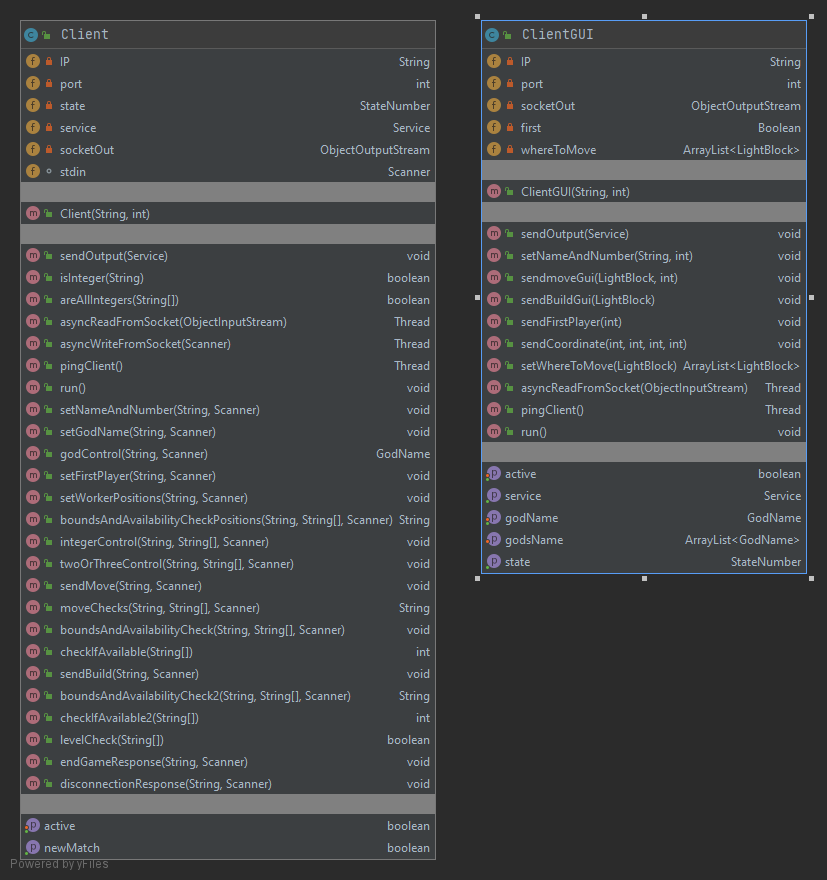 Client
IP String
port int
state StateNumber
service Service
socketOut ObjectOutputStream
stdin Scanner
Client(String, int)
sendOutput(Service) void
isInteger(String) boolean
areAllIntegers(String[]) boolean
asyncReadFromSocket(ObjectInputStream) Thread
asyncWriteFromSocket(Scanner) Thread
pingClient() Thread
run() void
setNameAndNumber(String, Scanner) void
setGodName(String, Scanner) void
godControl(String, Scanner) GodName
setFirstPlayer(String, Scanner) void
setWorkerPositions(String, Scanner) void
boundsAndAvailabilityCheckPositions(String, String[], Scanner) String
integerControl(String, String[], Scanner) void
twoOrThreeControl(String, String[], Scanner) void
sendMove(String, Scanner) void
moveChecks(String, String[], Scanner) String
boundsAndAvailabilityCheck(String, String[], Scanner) void
checkIfAvailable(String[]) int
sendBuild(String, Scanner) void
boundsAndAvailabilityCheck2(String, String[], Scanner) String
checkIfAvailable2(String[]) int
levelCheck(String[]) boolean
endGameResponse(String, Scanner) void
disconnectionResponse(String, Scanner) void
active boolean
newMatch boolean
Powered by yFiles
ClientGUI
IP String
port int
socketOut ObjectOutputStream
first Boolean
whereToMove ArrayList<LightBlock>
ClientGUI(String, int)
sendOutput(Service) void
setNameAndNumber(String, int) void
sendmoveGui(LightBlock, int) void
sendBuildGui(LightBlock) void
sendFirstPlayer(int) void
sendCoordinate(int, int, int, int) void
setWhereToMove(LightBlock) ArrayList<LightBlock>
asyncReadFromSocket(ObjectInputStream) Thread
pingClient() Thread
run() void
active boolean
service Service
godName GodName
godsName ArrayList<GodName>
state StateNumber